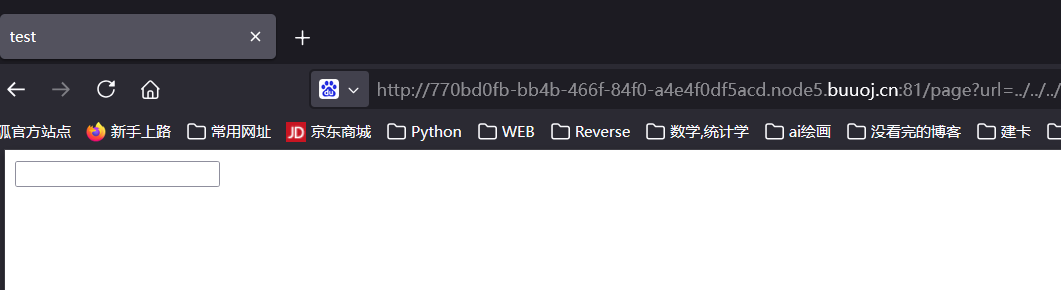 test
http://770bd0fb-bb4b-466f-84f0-a4e4f0df5acd.node5.buuoj.cn:81/page?url=../../../
狐官方站点 新手上路 常用网址 JD 京东商城 Python WEB Reverse 数学,统计学 ai绘画 没看完的博客 建卡